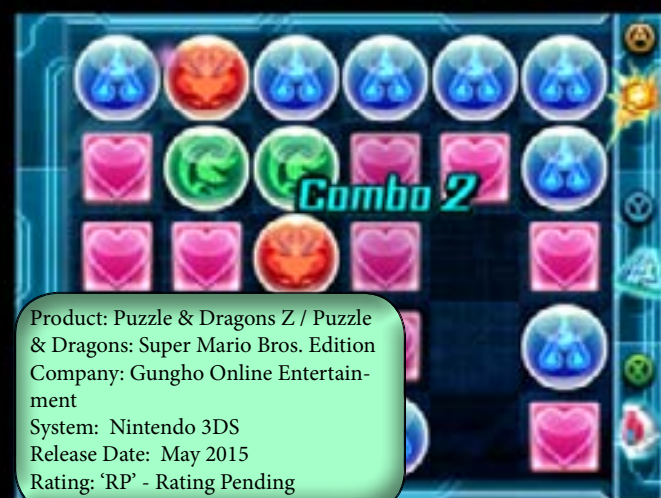 A
Combo 2
Y
X
Product: Puzzle & Dragons Z / Puzzle
& Dragons: Super Mario Bros. Edition
Company: Gungho Online Entertain-
ment
System: Nintendo 3DS
Release Date: May 2015
Rating: ‘RP’ - Rating Pending